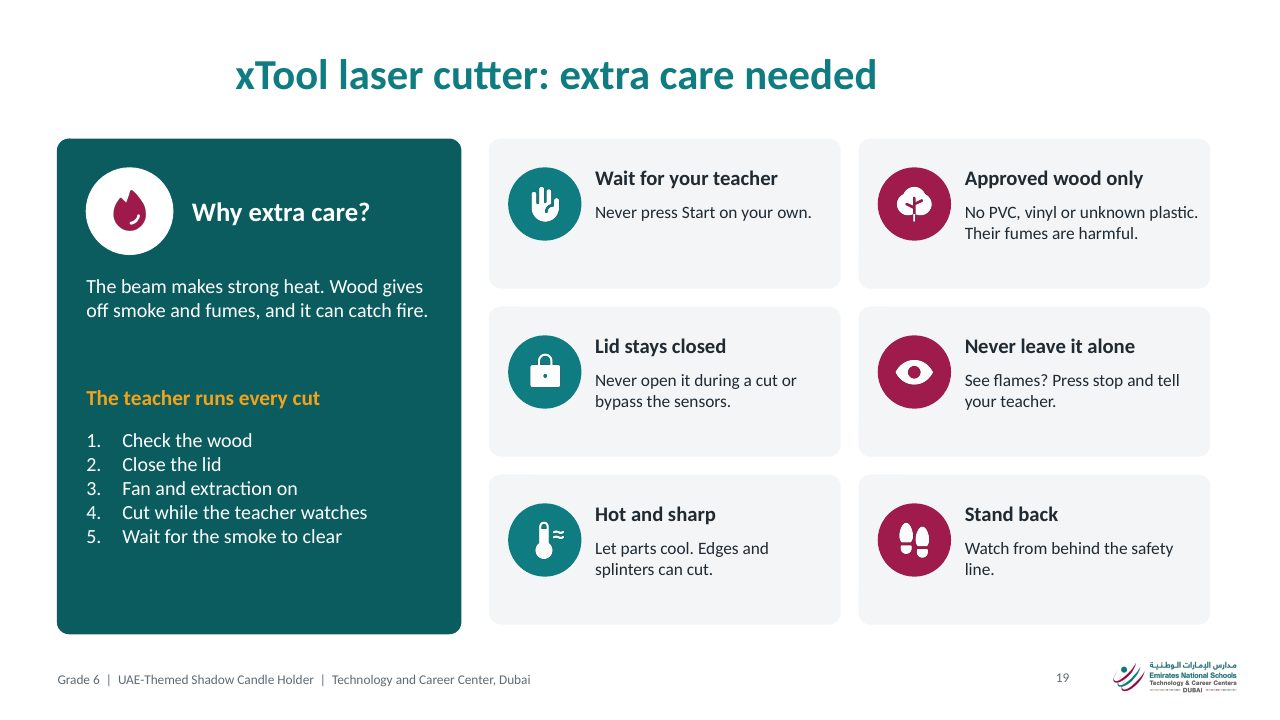 xTool laser cutter: extra care needed
Why extra care?
The beam makes strong heat. Wood gives
off smoke and fumes, and it can catch fire.
The teacher runs every cut
1. Check the wood
2. Close the lid
3. Fan and extraction on
4. Cut while the teacher watches
5. Wait for the smoke to clear
Wait for your teacher
Never press Start on your own.
Approved wood only
No PVC, vinyl or unknown plastic.
Their fumes are harmful.
Lid stays closed
Never open it during a cut or
bypass the sensors.
Never leave it alone
See flames? Press stop and tell
your teacher.
Hot and sharp
Let parts cool. Edges and
splinters can cut.
Stand back
Watch from behind the safety
line.
Grade 6 | UAE-Themed Shadow Candle Holder | Technology and Career Center, Dubai
19
مدارس الإمارات الوطنية
Emirates National Schools
Technology & Career Centers
DUBAI